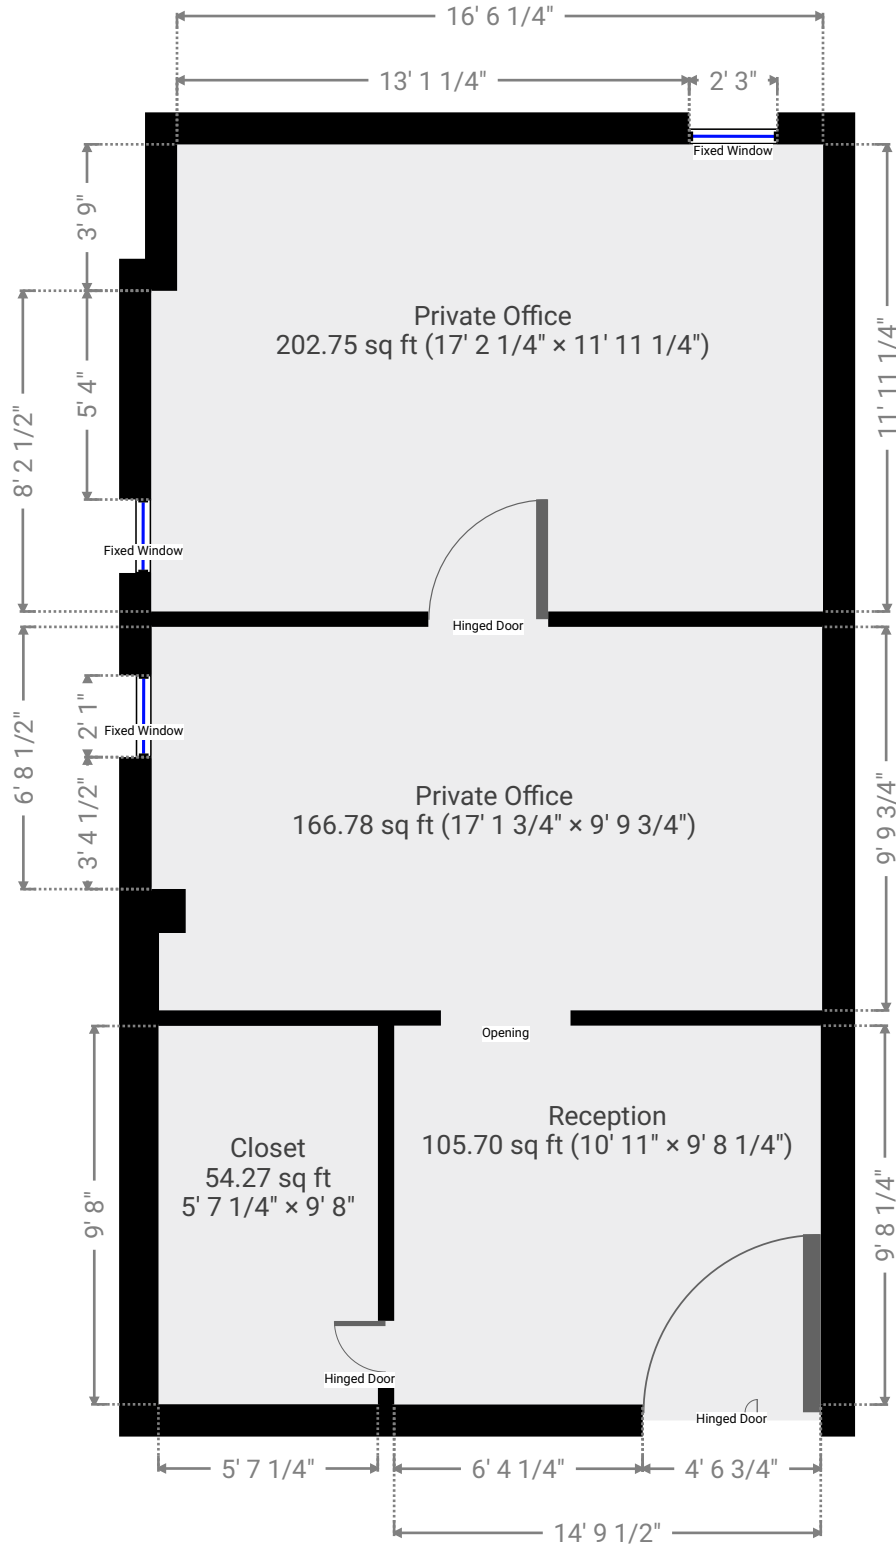 16' 6 1/4"
13' 1 1/4"
2' 3"
Fixed Window
3' 9"
Private Office
202.75 sq ft (17' 2 1/4" × 11' 11 1/4")
11' 11 1/4"
5' 4"
8' 2 1/2"
Fixed Window
Hinged Door
2' 1"
Fixed Window
6' 8 1/2"
3' 4 1/2"
Private Office
166.78 sq ft (17' 1 3/4" × 9' 9 3/4")
9' 9 3/4"
Opening
Reception
105.70 sq ft (10' 11" × 9' 8 1/4")
Closet
54.27 sq ft
5' 7 1/4" × 9' 8"
9' 8"
9' 8 1/4"
Hinged Door
Hinged Door
5' 7 1/4"
6' 4 1/4"
4' 6 3/4"
14' 9 1/2"